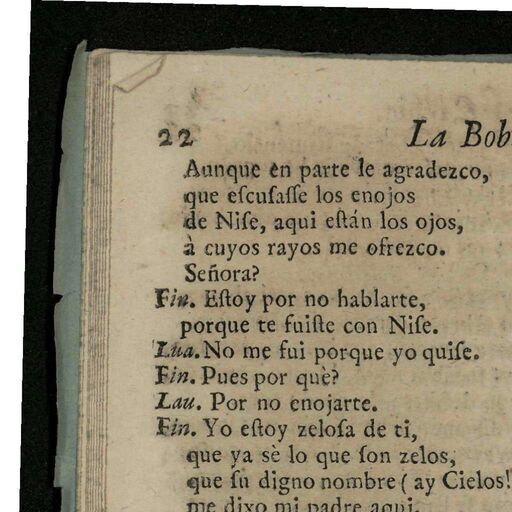 22 La Bob
Aunque en parte le agradezco,
que escusasse los enojos
de Nise, aqui están los ojos,
à cuyos rayos me ofrezco.
Señora?
Fin. Estoy por no hablarte,
porque te fuiste con Nise.
Lua. No me fui porque yo quise.
Fin. Pues por què?
Lau. Por no enojarte.
Fin. Yo estoy zelosa de ti,
que ya sè lo que son zelos,
que su digno nombre ( ay Cielos!
me dixo mi padre aqui.